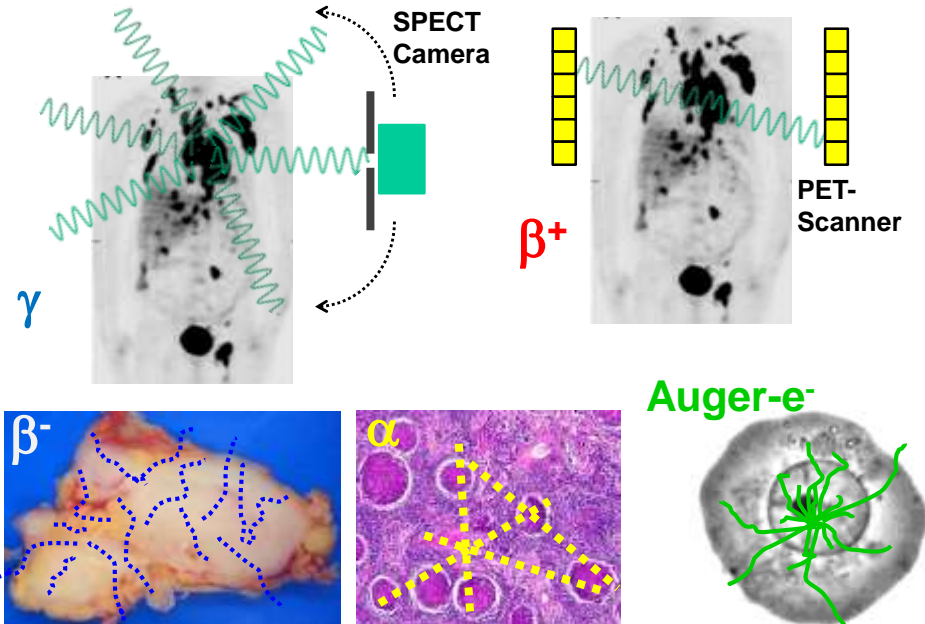 SPECT
Camera
γ
β+
PET-
Scanner
β-
α
Auger-e-